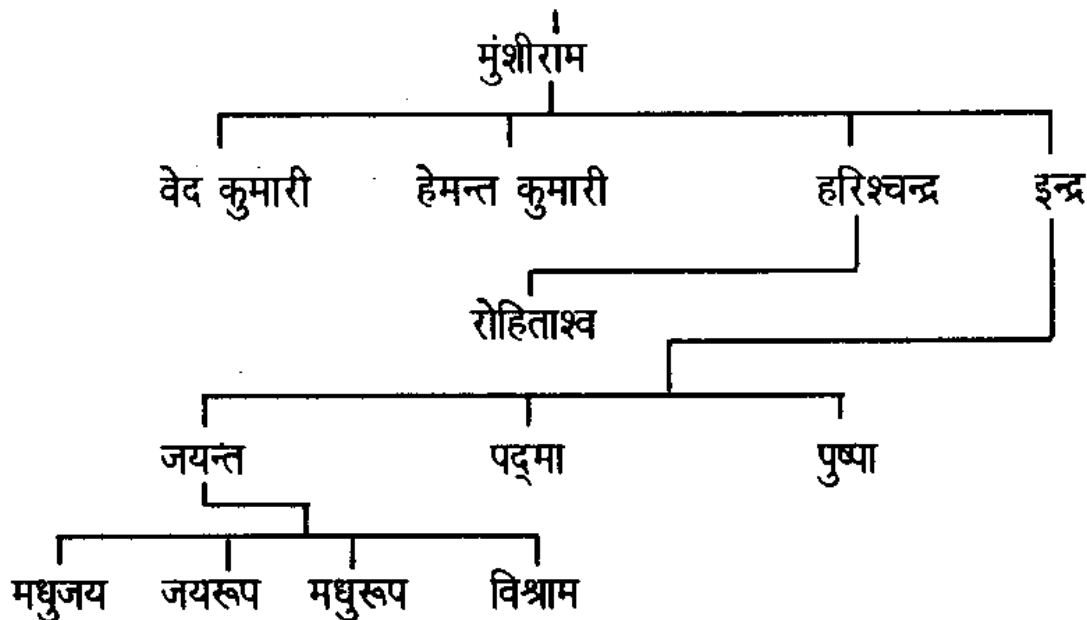 मुंशीराम
वेद कुमारी हेमन्त कुमारी हरिश्चन्द्र इन्द्र
रोहिताश्व
जयन्त पद्‌मा पुष्पा
मधुजय जयरूप मधुरूप विश्राम